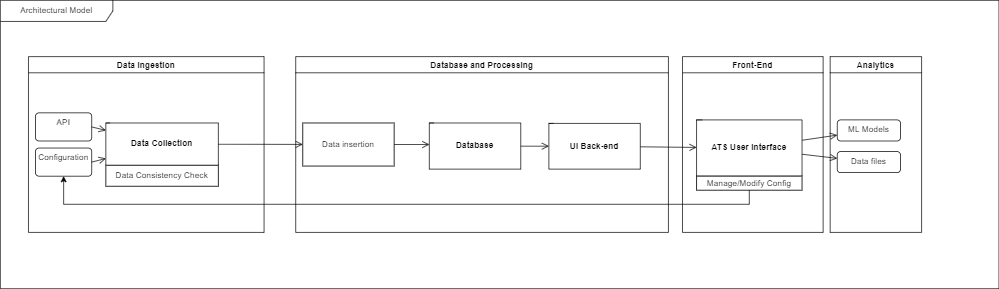 Architectural Model
Data Ingestion
Database and Processing
Front-End
Analytics
API
Configuration
Data Collection
Data Consistency Check
Data insertion
Database
UI Back-end
ATS User Interface
Manage/Modify Config
ML Models
Data files